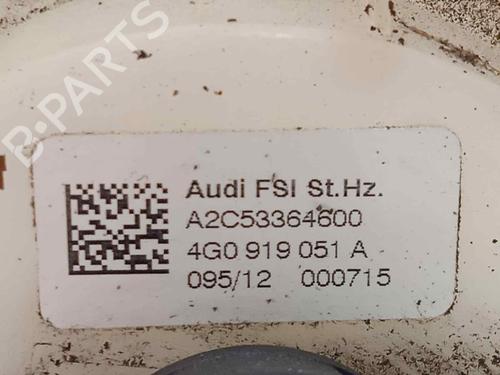 B-PARTS
Audi FSI St.Hz.
A2C53364600
4G0 919 051 A
095/12 000715